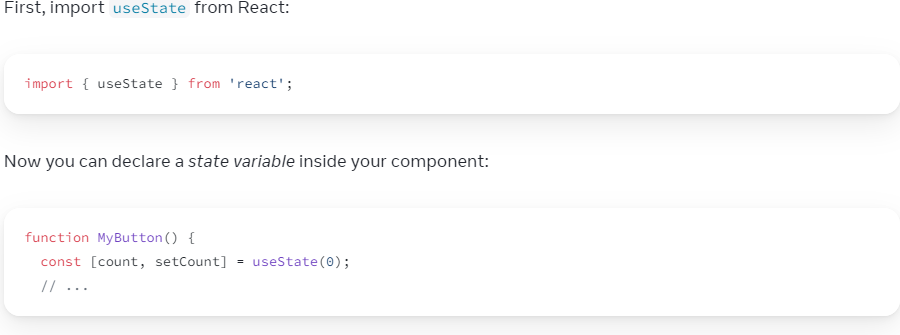 First, import useState from React:
import { useState } from 'react';
Now you can declare a state variable inside your component:
function MyButton() {
  const [count, setCount] = useState(0);
  // ...